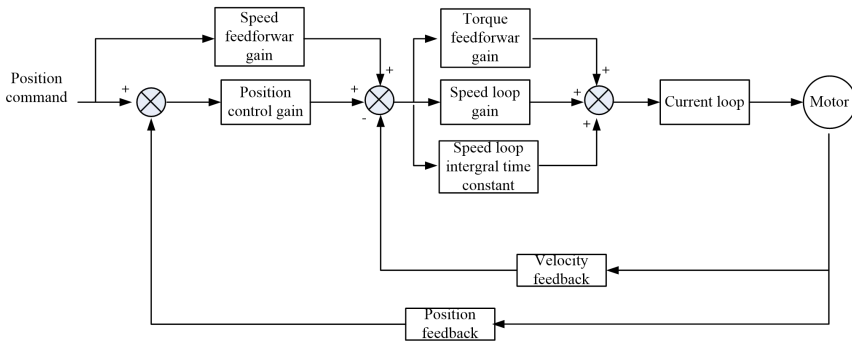 Speed
feedforwar
gain
Torque
feedforwar
gain
Position
command
+
+
Position
control gain
+
-
Speed loop
gain
+
+
+
Current loop
Motor
Speed loop
intergral time
constant
Velocity
feedback
Position
feedback